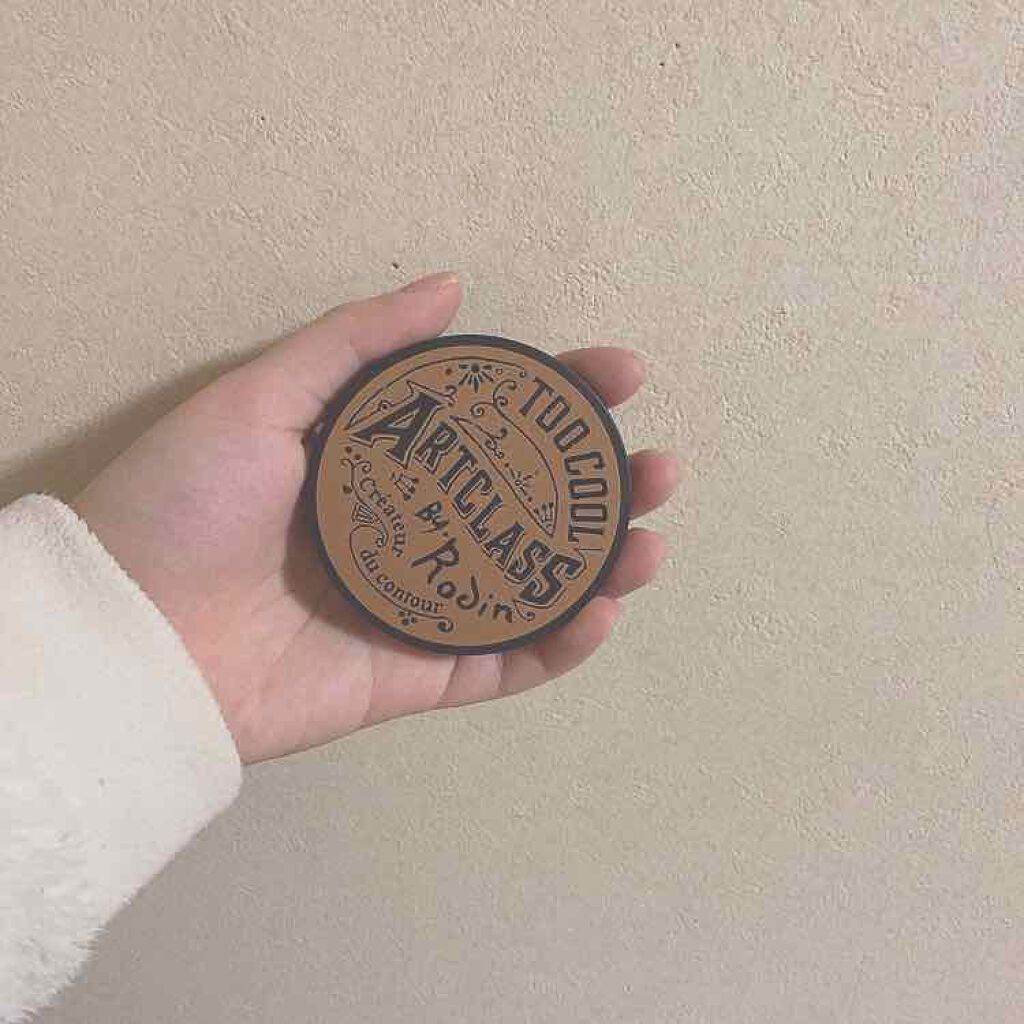 TOOCOOL
ARTCLASS
By. Rodin
Créateur
du contour